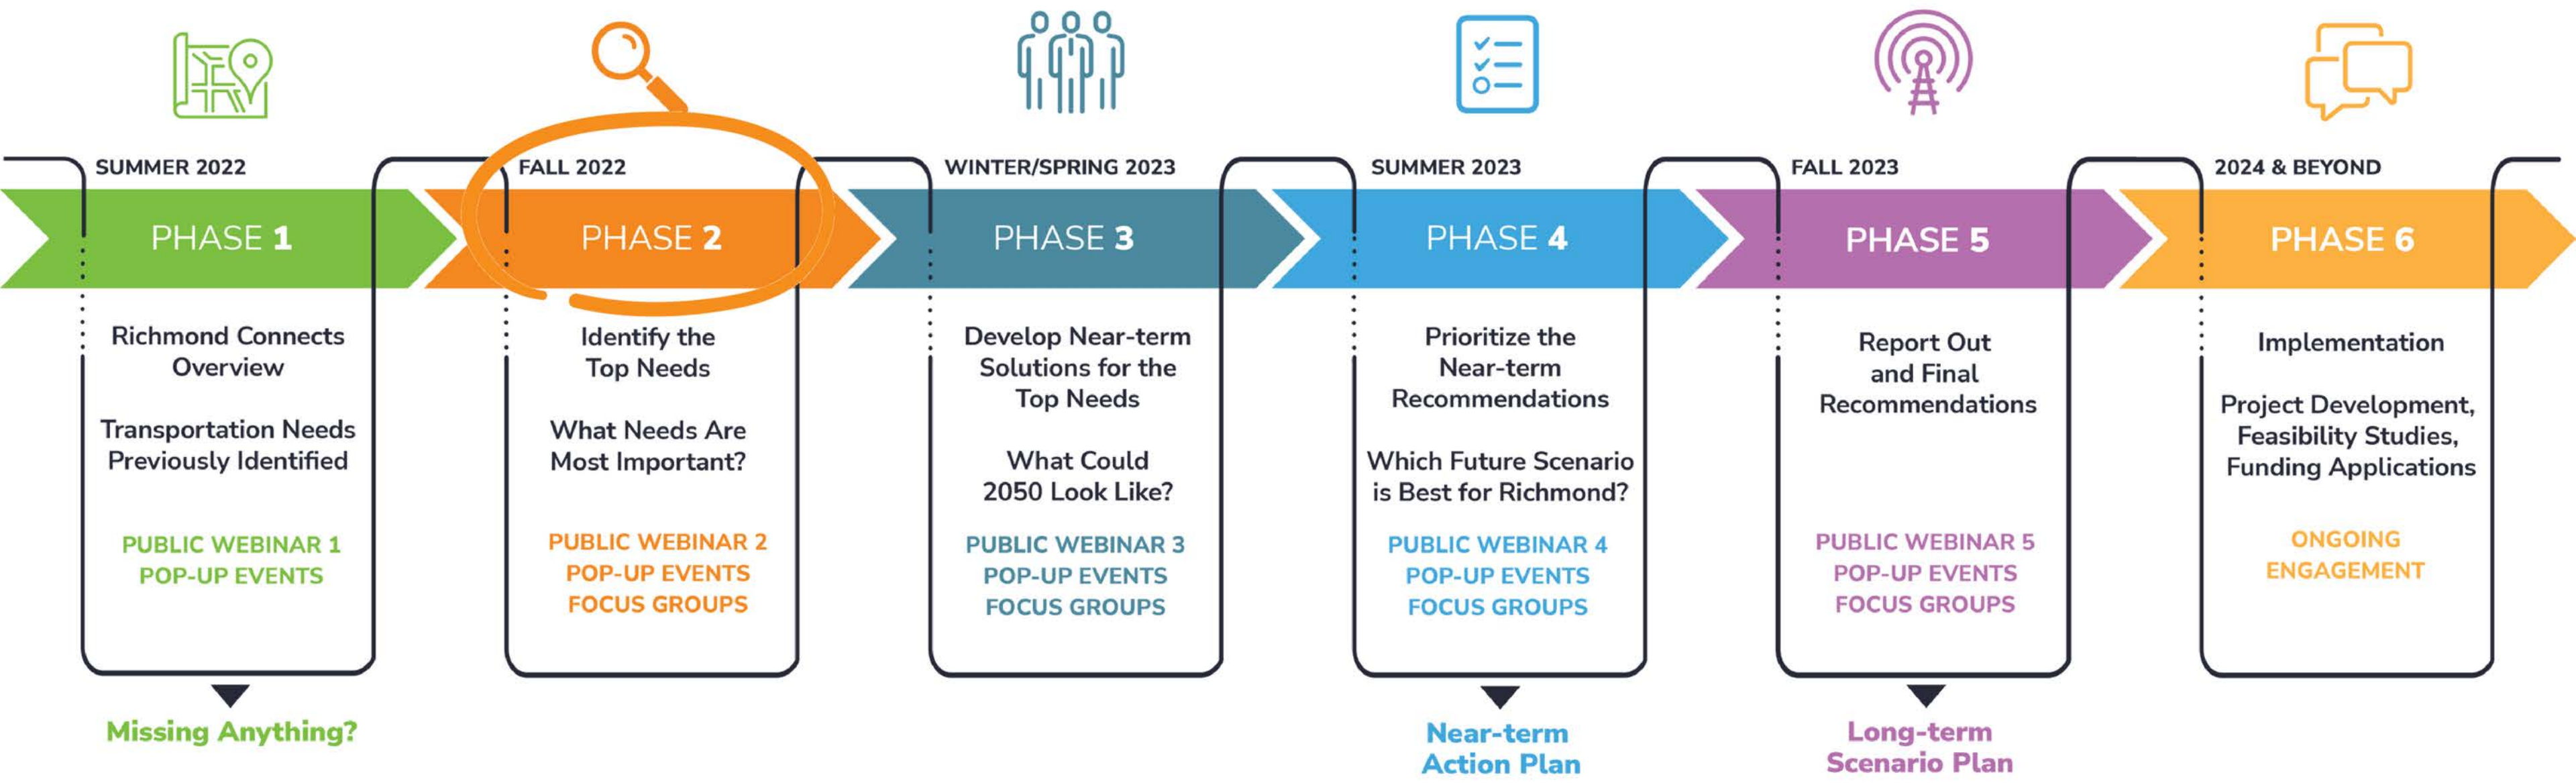 SUMMER 2022
PHASE 1
Richmond Connects
Overview
Transportation Needs
Previously Identified
PUBLIC WEBINAR 1
POP-UP EVENTS
Missing Anything?
FALL 2022
PHASE 2
Identify the
Top Needs
What Needs Are
Most Important?
PUBLIC WEBINAR 2
POP-UP EVENTS
FOCUS GROUPS
WINTER/SPRING 2023
PHASE 3
Develop Near-term
Solutions for the
Top Needs
What Could
2050 Look Like?
PUBLIC WEBINAR 3
POP-UP EVENTS
FOCUS GROUPS
SUMMER 2023
PHASE 4
Prioritize the
Near-term
Recommendations
Which Future Scenario
is Best for Richmond?
PUBLIC WEBINAR 4
POP-UP EVENTS
FOCUS GROUPS
Near-term
Action Plan
FALL 2023
PHASE 5
Report Out
and Final
Recommendations
PUBLIC WEBINAR 5
POP-UP EVENTS
FOCUS GROUPS
Long-term
Scenario Plan
2024 & BEYOND
PHASE 6
Implementation
Project Development,
Feasibility Studies,
Funding Applications
ONGOING
ENGAGEMENT